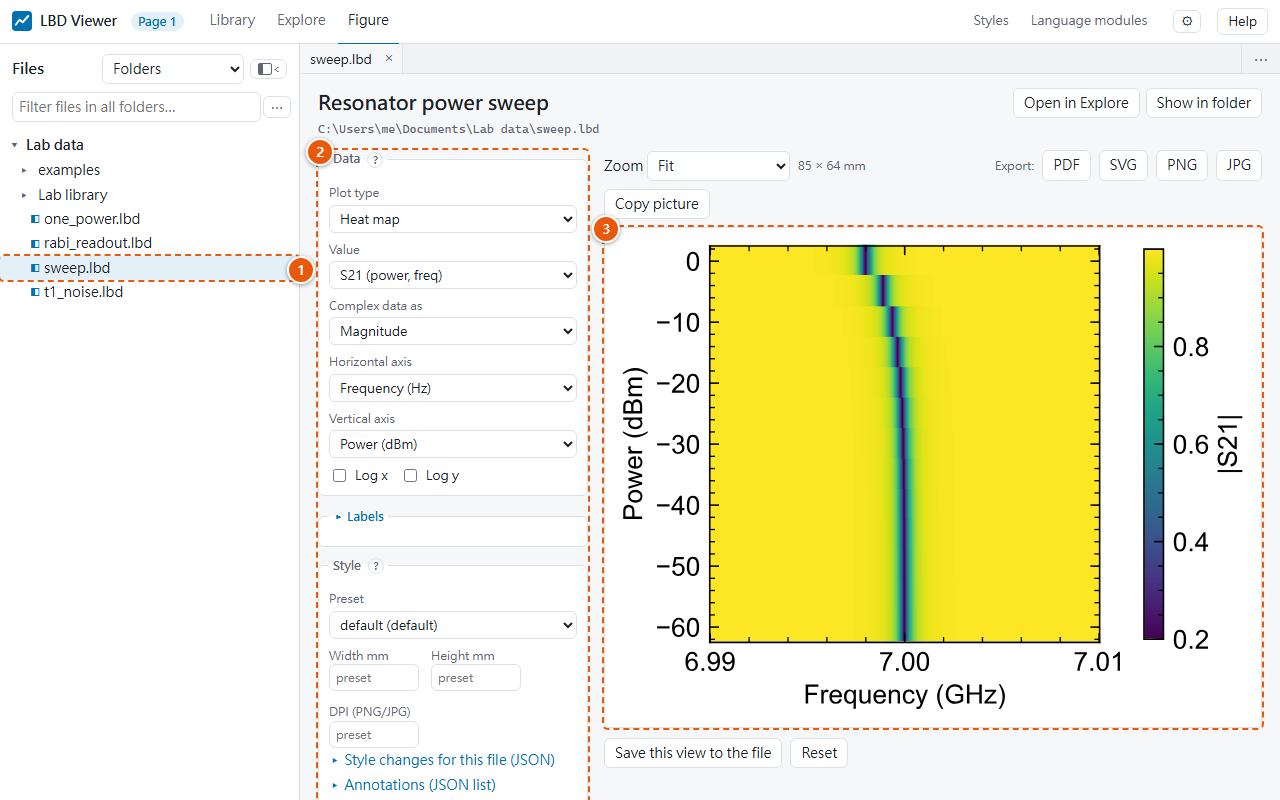 LBD Viewer Page 1 Library Explore Figure Styles Language modules ⚙ Help
Files Folders <
sweep.lbd × ...
Filter files in all folders... ...
Resonator power sweep
Open in Explore Show in folder
C:\Users\me\Documents\Lab data\sweep.lbd
Lab data
examples
Lab library
one_power.lbd
rabi_readout.lbd
sweep.lbd
t1_noise.lbd
1
2
Data ?
Plot type
Heat map
Value
S21 (power, freq)
Complex data as
Magnitude
Horizontal axis
Frequency (Hz)
Vertical axis
Power (dBm)
Log x Log y
Labels
Style ?
Preset
default (default)
Width mm Height mm
preset preset
DPI (PNG/JPG)
preset
Style changes for this file (JSON)
Annotations (JSON list)
Zoom Fit 85 × 64 mm Export: PDF SVG PNG JPG
Copy picture
3
0
−10
−20
−30
−40
−50
−60
Power (dBm)
6.99 7.00 7.01
Frequency (GHz)
0.8
0.6
0.4
0.2
|S21|
Save this view to the file Reset